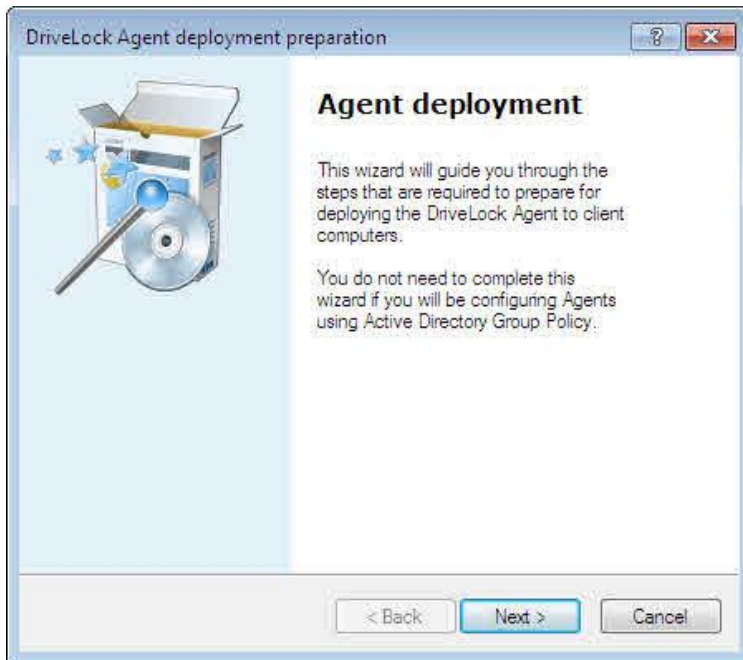 DriveLock Agent deployment preparation
?
Agent deployment
This wizard will guide you through the
steps that are required to prepare for
deploying the DriveLock Agent to client
computers.
You do not need to complete this
wizard if you will be configuring Agents
using Active Directory Group Policy.
< Back
Next >
Cancel